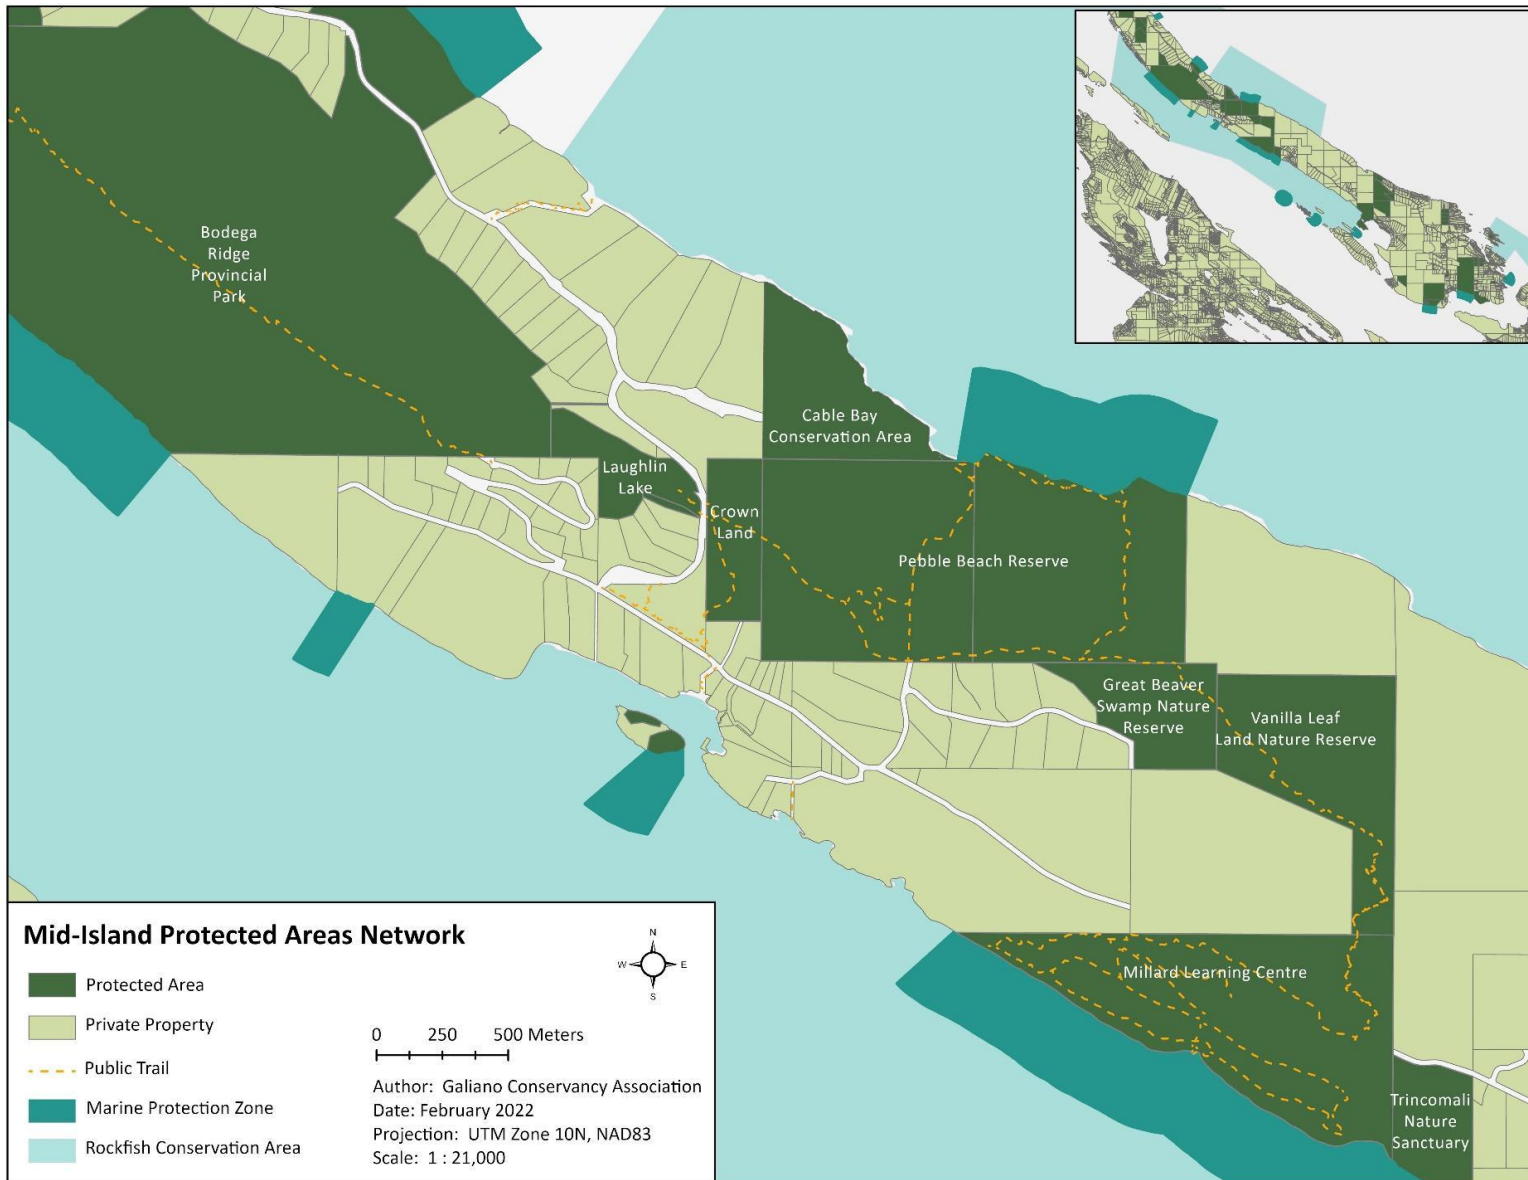 Bodega
Ridge
Provincial
Park
Cable Bay
Conservation Area
Laughlin
Lake
Crown
Land
Pebble Beach Reserve
Great Beaver
Swamp Nature
Reserve
Vanilla Leaf
Land Nature Reserve
Millard Learning Centre
Trincomali
Nature
Sanctuary
Mid-Island Protected Areas Network
N
W E
S
Protected Area
Private Property
Public Trail
Marine Protection Zone
Rockfish Conservation Area
0 250 500 Meters
Author: Galiano Conservancy Association
Date: February 2022
Projection: UTM Zone 10N, NAD83
Scale: 1 : 21,000